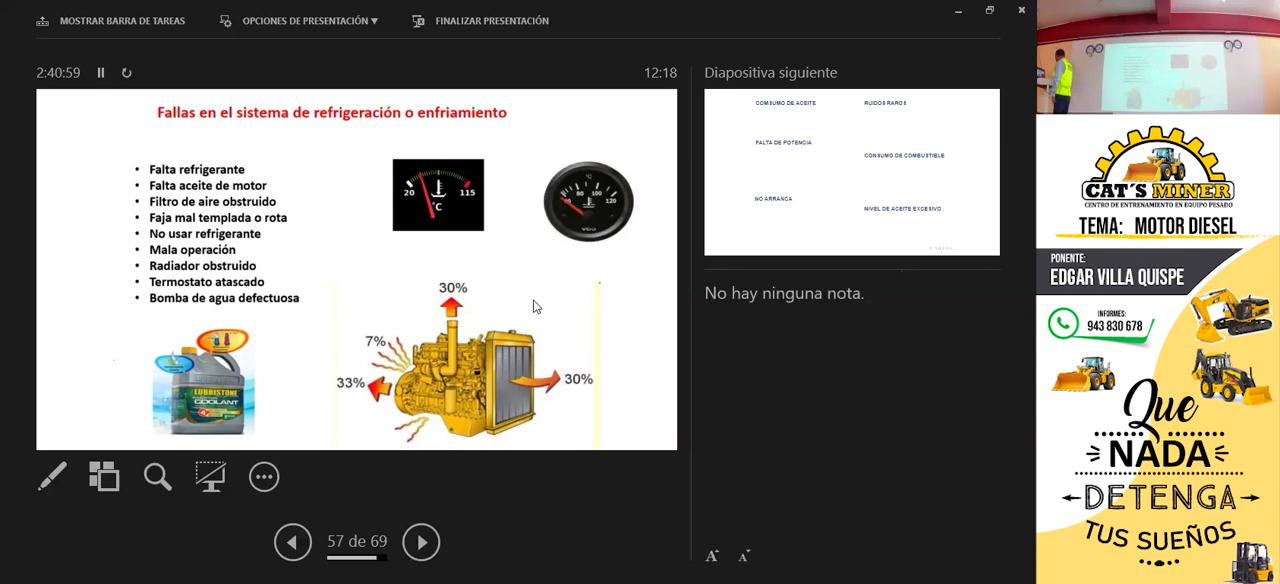 MOSTRAR BARRA DE TAREAS
OPCIONES DE PRESENTACIÓN ▼
FINALIZAR PRESENTACIÓN
2:40:59
12:18
Fallas en el sistema de refrigeración o enfriamiento
• Falta refrigerante
• Falta aceite de motor
• Filtro de aire obstruido
• Faja mal templada o rota
• No usar refrigerante
• Mala operación
• Radiador obstruido
• Termostato atascado
• Bomba de agua defectuosa
20
115
°C
°C
80
100
120
30%
7%
33%
30%
LUBRISTONE
COOLANT
57 de 69
Diapositiva siguiente
COMSUMO DE ACEITE
RUIDOS RAROS
FALTA DE POTENCIA
CONSUMO DE COMBUSTIBLE
NO ARRANCA
NIVEL DE ACEITE EXCESIVO
No hay ninguna nota.
A
A
CAT'S MINER
CENTRO DE ENTRENAMIENTO EN EQUIPO PESADO
TEMA: MOTOR DIESEL
PONENTE:
EDGAR VILLA QUISPE
INFORMES:
943 830 678
Que
NADA
DETENGA
TUS SUEÑOS